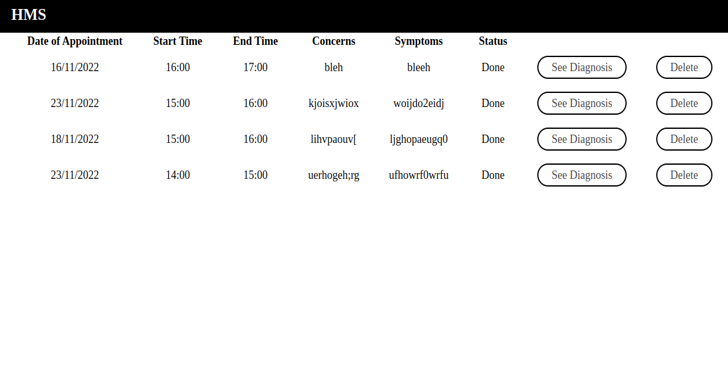 HMS
Date of Appointment Start Time End Time Concerns Symptoms Status
16/11/2022 16:00 17:00 bleh bleeh Done See Diagnosis Delete
23/11/2022 15:00 16:00 kjoisxjwiox woijdo2eidj Done See Diagnosis Delete
18/11/2022 15:00 16:00 lihvpaouv[ ljghopaeugq0 Done See Diagnosis Delete
23/11/2022 14:00 15:00 uerhogeh;rg ufhowrf0wrfu Done See Diagnosis Delete